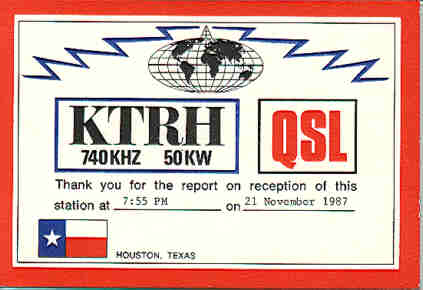 KTRH
740KHZ 50KW
QSL
Thank you for the report on reception of this
station at 7:55 PM on 21 November 1987
HOUSTON, TEXAS